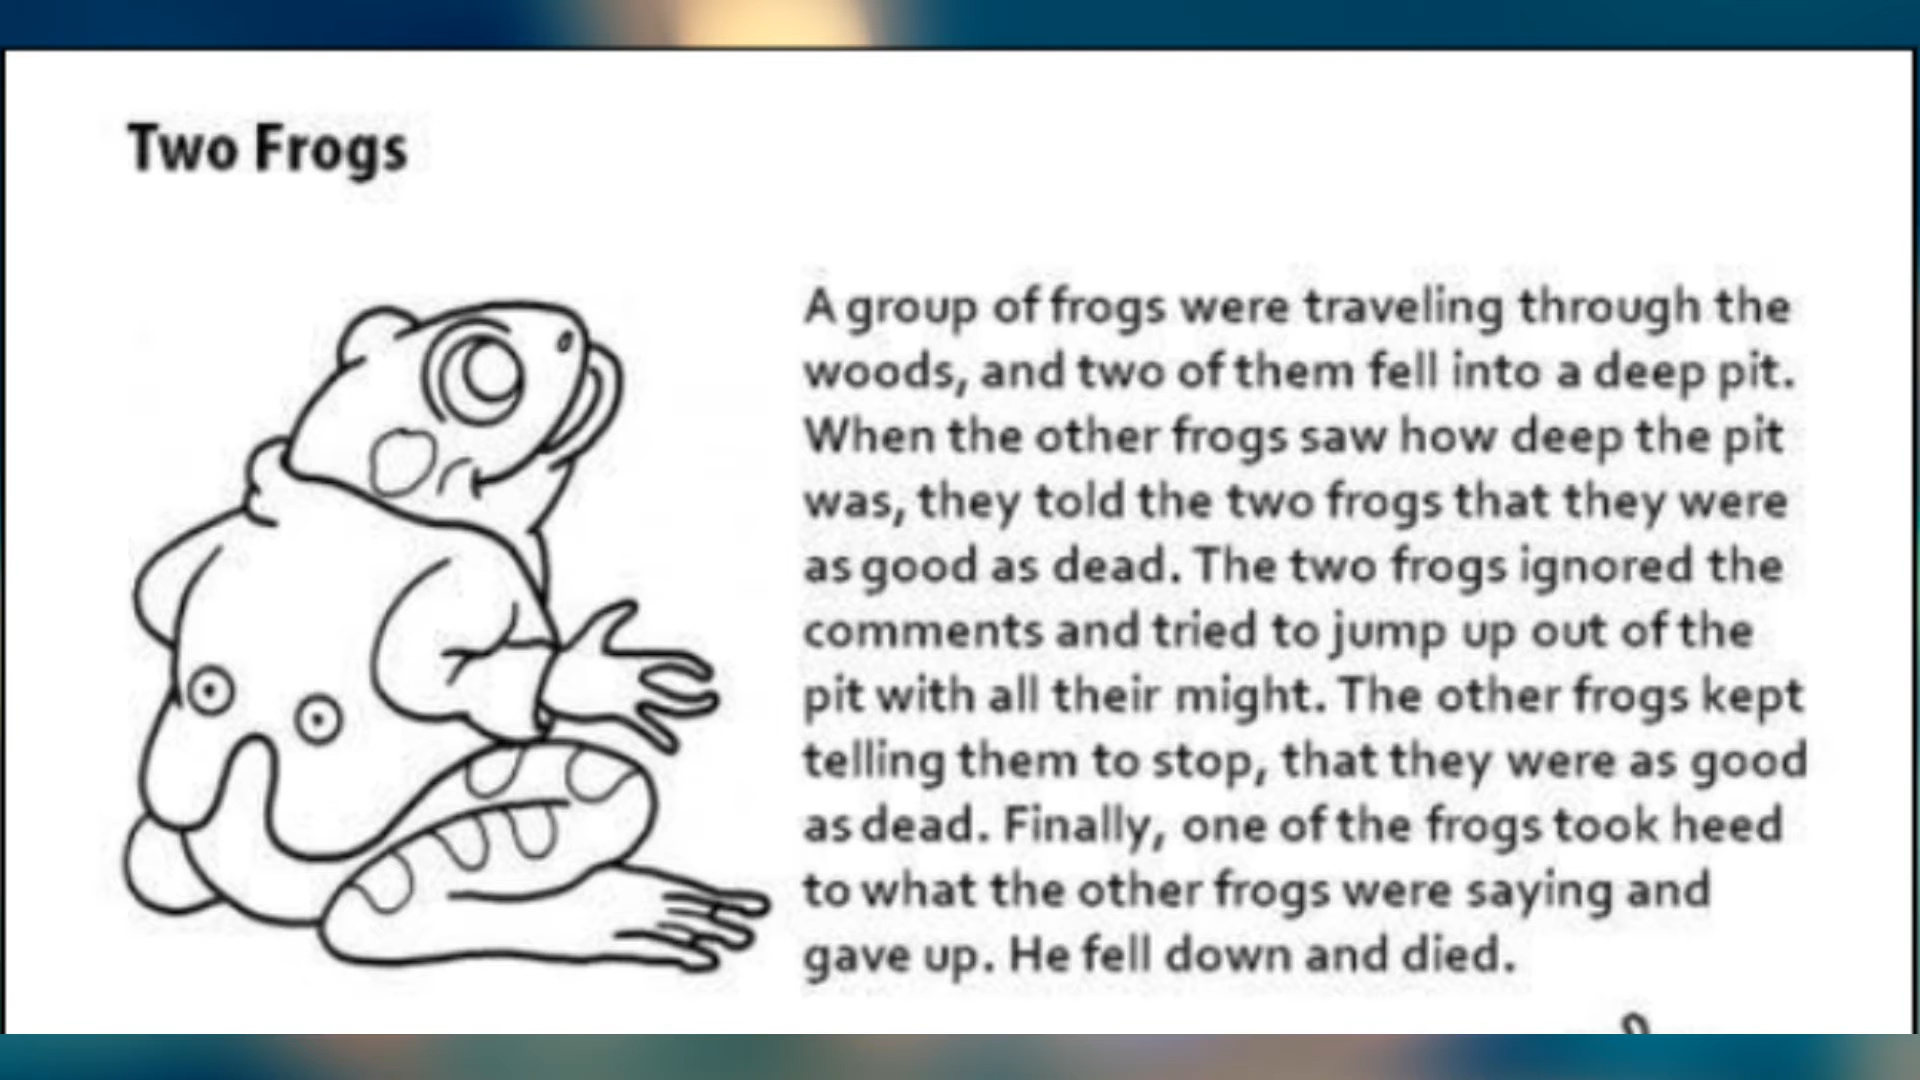 Two Frogs
A group of frogs were traveling through the
woods, and two of them fell into a deep pit.
When the other frogs saw how deep the pit
was, they told the two frogs that they were
as good as dead. The two frogs ignored the
comments and tried to jump up out of the
pit with all their might. The other frogs kept
telling them to stop, that they were as good
as dead. Finally, one of the frogs took heed
to what the other frogs were saying and
gave up. He fell down and died.